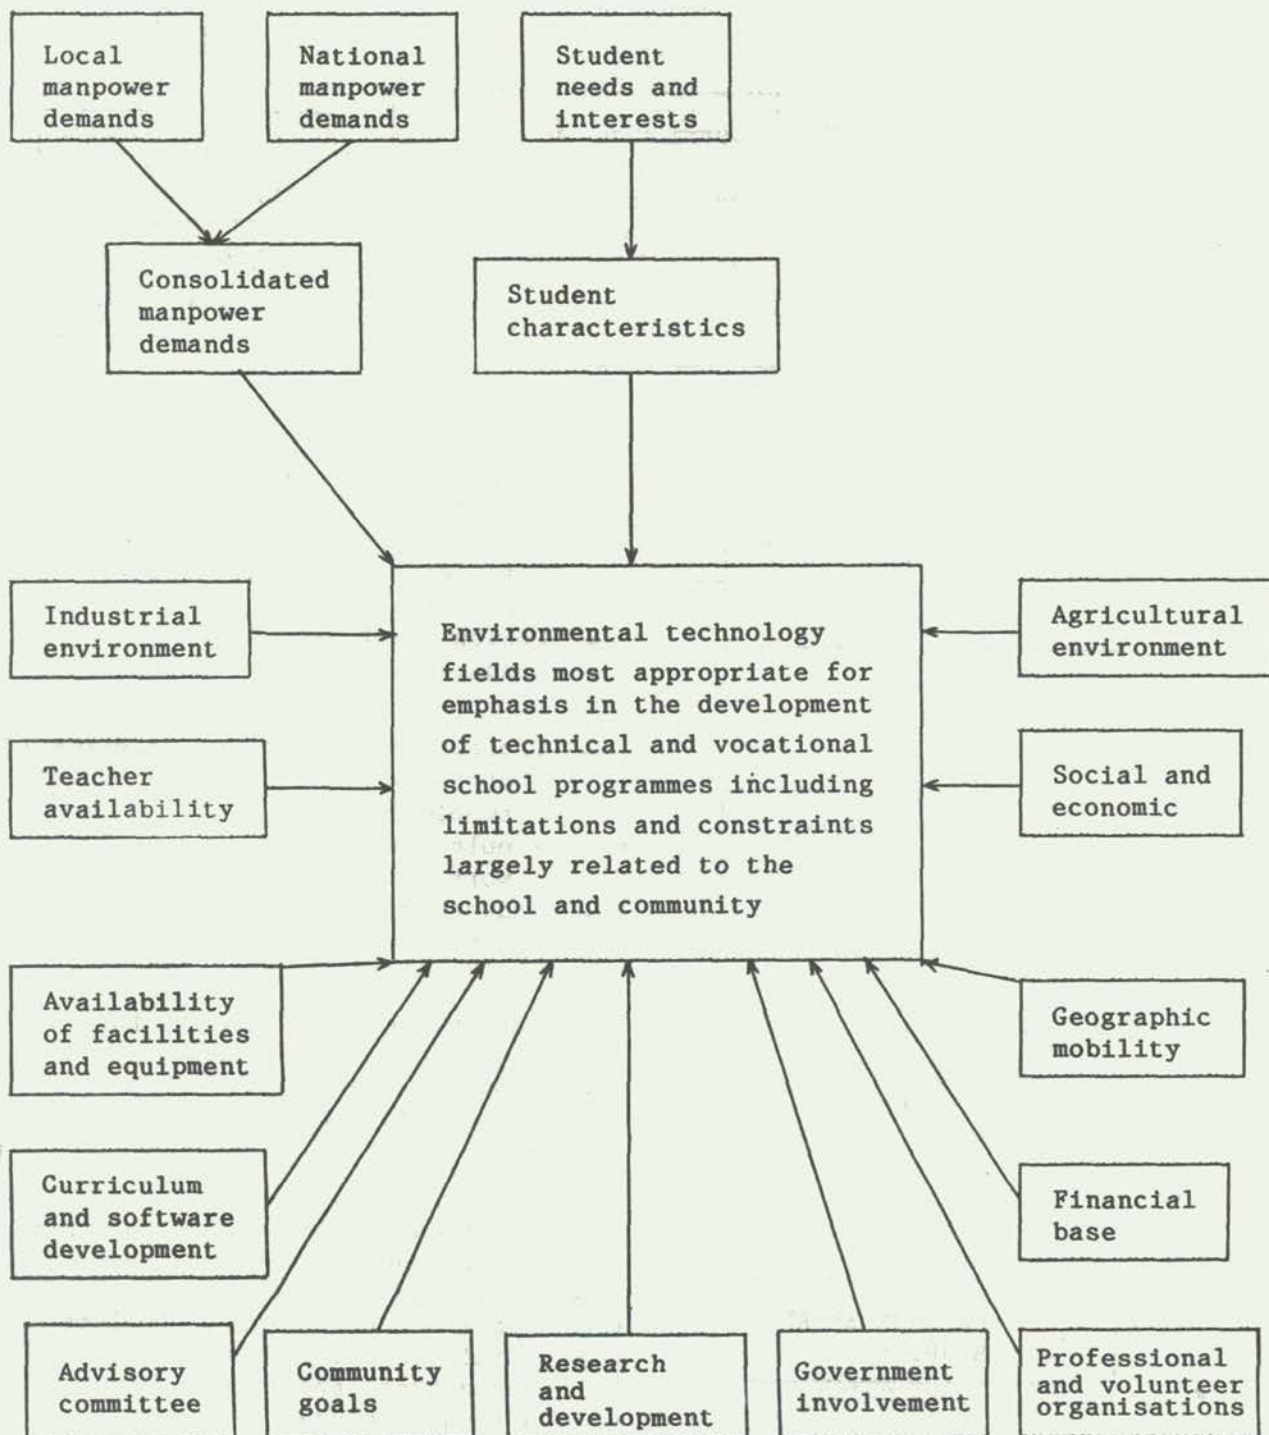 Local
manpower
demands
National
manpower
demands
Student
needs and
interests
Consolidated
manpower
demands
Student
characteristics
Industrial
environment
Environmental technology
fields most appropriate for
emphasis in the development
of technical and vocational
school programmes including
limitations and constraints
largely related to the
school and community
Agricultural
environment
Teacher
availability
Social and
economic
Availability
of facilities
and equipment
Geographic
mobility
Curriculum
and software
development
Financial
base
Advisory
committee
Community
goals
Research
and
development
Government
involvement
Professional
and volunteer
organisations